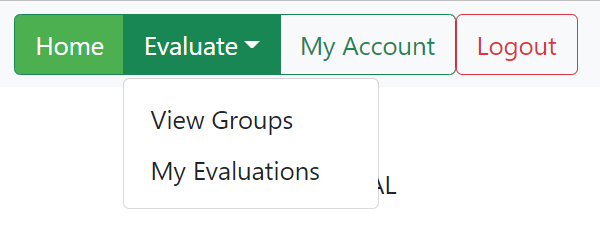 Home Evaluate My Account Logout
View Groups
My Evaluations
AL